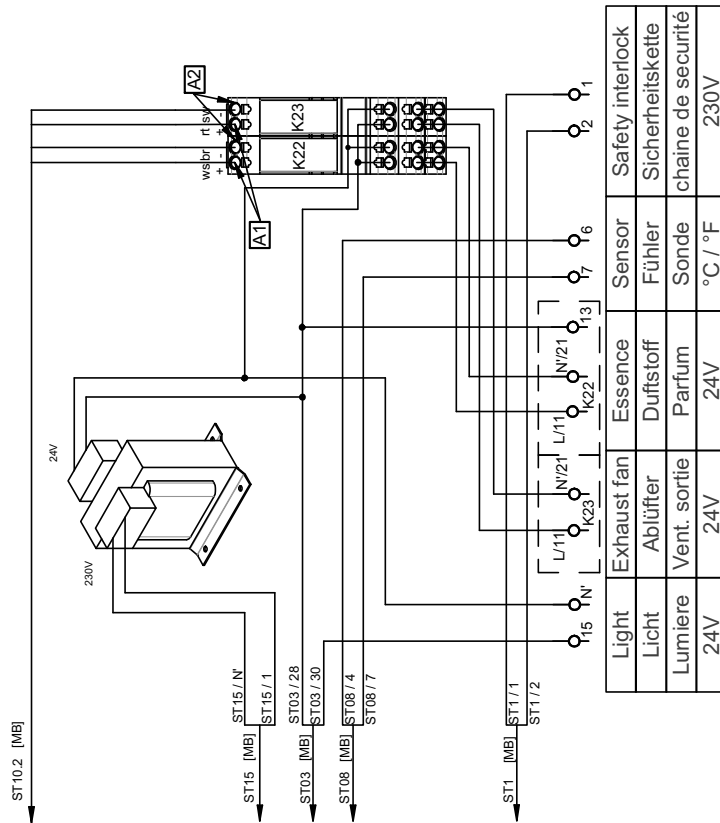 ST10.2 [MB]
A2
sw
rt
-
+
br
ws
-
+
K23
K22
A1
24V
230V
ST15 / N'
ST15 / 1
ST15 [MB]
ST03 / 28
ST03 / 30
ST03 [MB]
ST08 / 4
ST08 / 7
ST08 [MB]
ST1 / 1
ST1 / 2
ST1 [MB]
15
N'
L/11
K23
N'/21
L/11
K22
N'/21
13
7
6
2
1
Light
Licht
Lumiere
24V
Exhaust fan
Ablüfter
Vent. sortie
24V
Essence
Duftstoff
Parfum
24V
Sensor
Fühler
Sonde
°C / °F
Safety interlock
Sicherheitskette
chaine de securité
230V